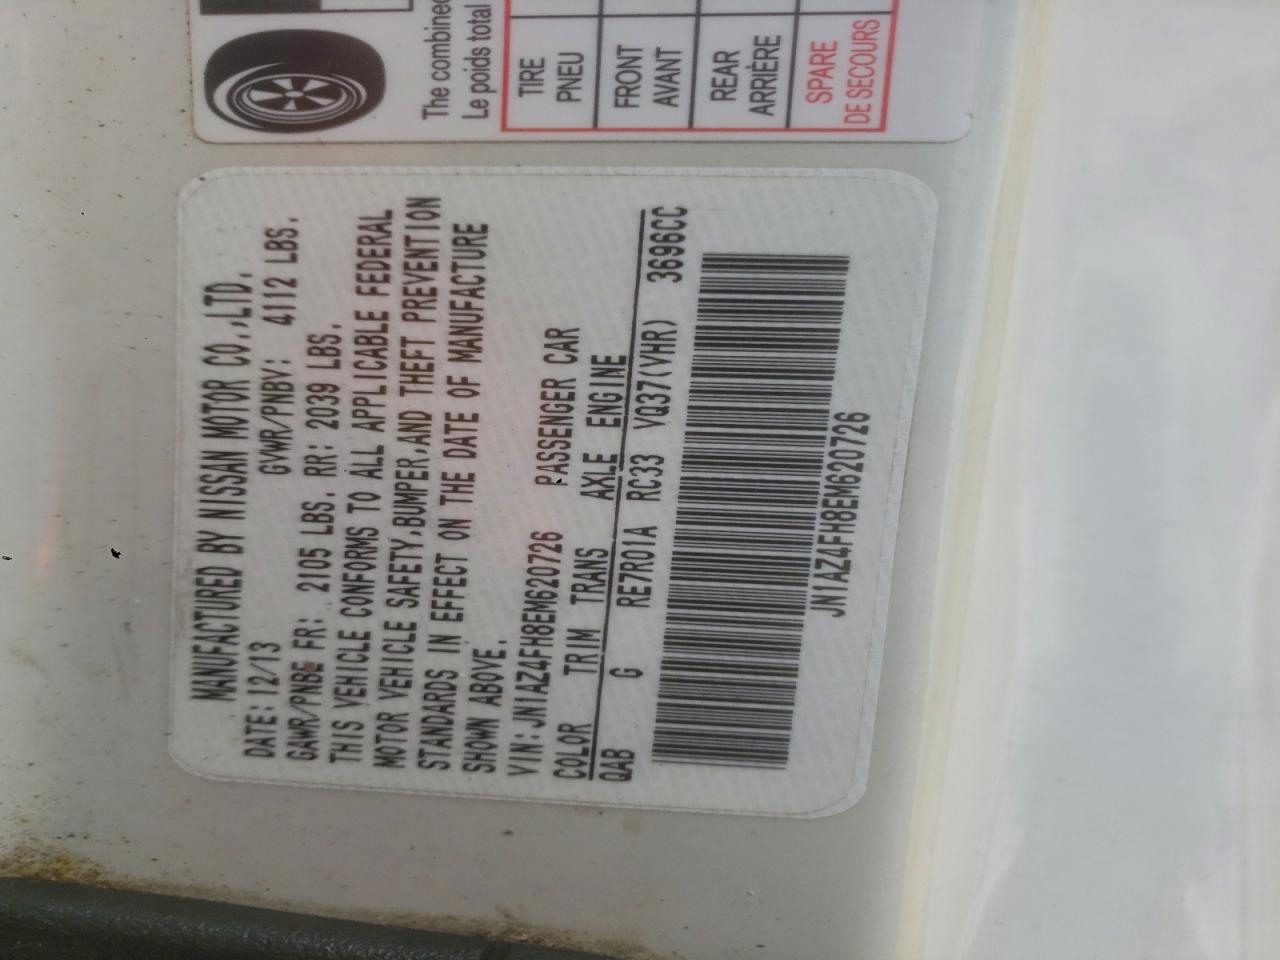 The combined
Le poids total
TIRE
PNEU
FRONT
AVANT
REAR
ARRIÈRE
SPARE
DE SECOURS
MANUFACTURED BY NISSAN MOTOR CO.,LTD.
DATE:12/13 GVWR/PNBV: 4112 LBS.
GAWR/PNBE FR: 2105 LBS. RR: 2039 LBS.
THIS VEHICLE CONFORMS TO ALL APPLICABLE FEDERAL
MOTOR VEHICLE SAFETY,BUMPER,AND THEFT PREVENTION
STANDARDS IN EFFECT ON THE DATE OF MANUFACTURE
SHOWN ABOVE.
VIN:JN1AZ4FH8EM620726 PASSENGER CAR
COLOR TRIM TRANS AXLE ENGINE
QAB G RE7R01A RC33 VQ37(VHR) 3696CC
JN1AZ4FH8EM620726